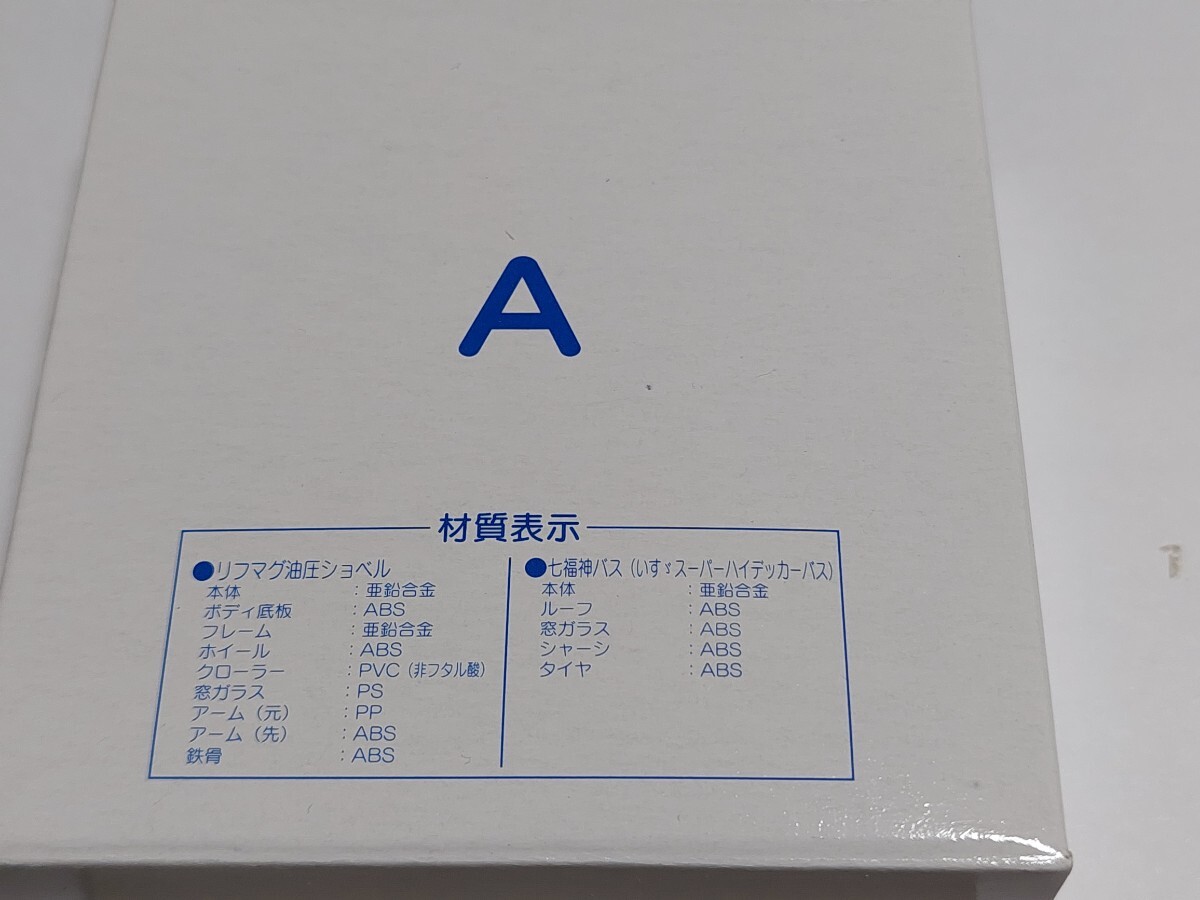 A
材質表示
●リフマグ油圧ショベル
本体：亜鉛合金
ボディ底板：ABS
フレーム：亜鉛合金
ホイール：ABS
クローラー：PVC（非フタル酸）
窓ガラス：PS
アーム（元）：PP
アーム（先）：ABS
鉄骨：ABS
●七福神バス（いすゞスーパーハイデッカーバス）
本体：亜鉛合金
ルーフ：ABS
窓ガラス：ABS
シャーシ：ABS
タイヤ：ABS